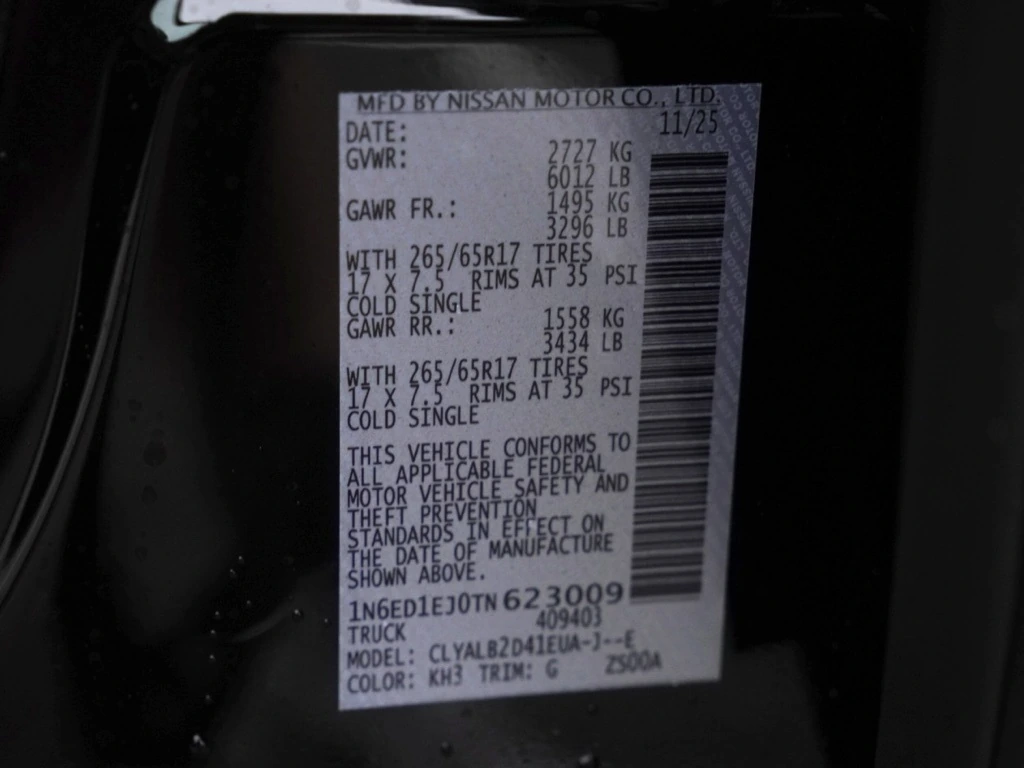 MFD BY NISSAN MOTOR CO., LTD.
DATE: 11/25
GVWR: 2727 KG
6012 LB
GAWR FR.: 1495 KG
3296 LB
WITH 265/65R17 TIRES
17 X 7.5 RIMS AT 35 PSI
COLD SINGLE
GAWR RR.: 1558 KG
3434 LB
WITH 265/65R17 TIRES
17 X 7.5 RIMS AT 35 PSI
COLD SINGLE
THIS VEHICLE CONFORMS TO
ALL APPLICABLE FEDERAL
MOTOR VEHICLE SAFETY AND
THEFT PREVENTION
STANDARDS IN EFFECT ON
THE DATE OF MANUFACTURE
SHOWN ABOVE.
1N6ED1EJ0TN623009
TRUCK 409403
MODEL: CLYALB2D41EUA-J--E
COLOR: KH3 TRIM: G ZS00A